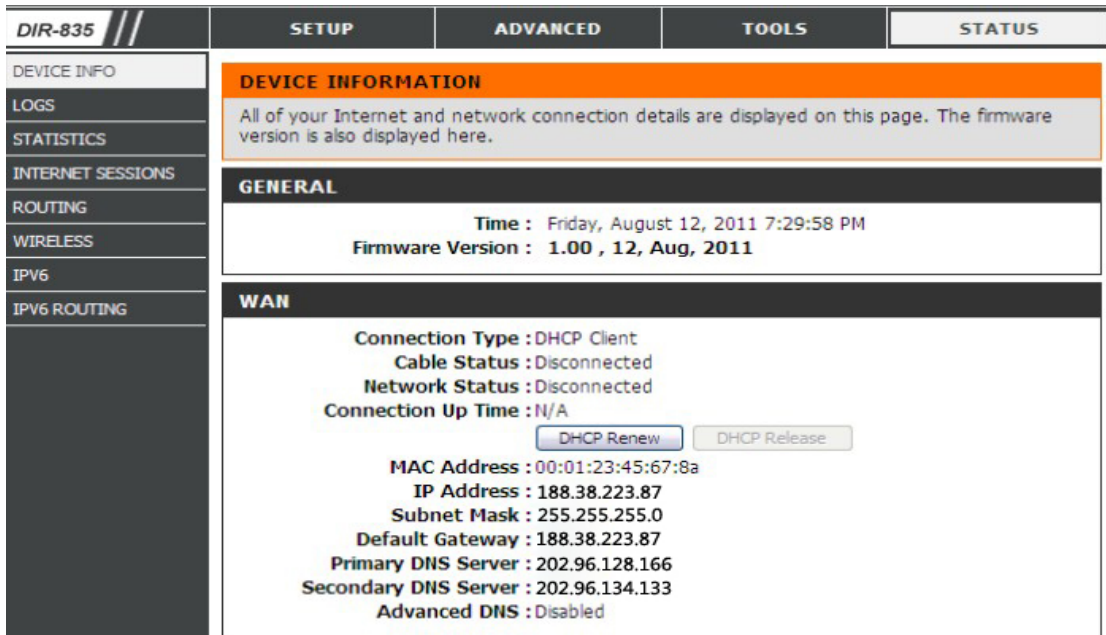 DIR-835
SETUP
ADVANCED
TOOLS
STATUS
DEVICE INFO
LOGS
STATISTICS
INTERNET SESSIONS
ROUTING
WIRELESS
IPV6
IPV6 ROUTING
DEVICE INFORMATION
All of your Internet and network connection details are displayed on this page. The firmware
version is also displayed here.
GENERAL
Time : Friday, August 12, 2011 7:29:58 PM
Firmware Version : 1.00 , 12, Aug, 2011
WAN
Connection Type : DHCP Client
Cable Status : Disconnected
Network Status : Disconnected
Connection Up Time : N/A
DHCP Renew DHCP Release
MAC Address : 00:01:23:45:67:8a
IP Address : 188.38.223.87
Subnet Mask : 255.255.255.0
Default Gateway : 188.38.223.87
Primary DNS Server : 202.96.128.166
Secondary DNS Server : 202.96.134.133
Advanced DNS : Disabled